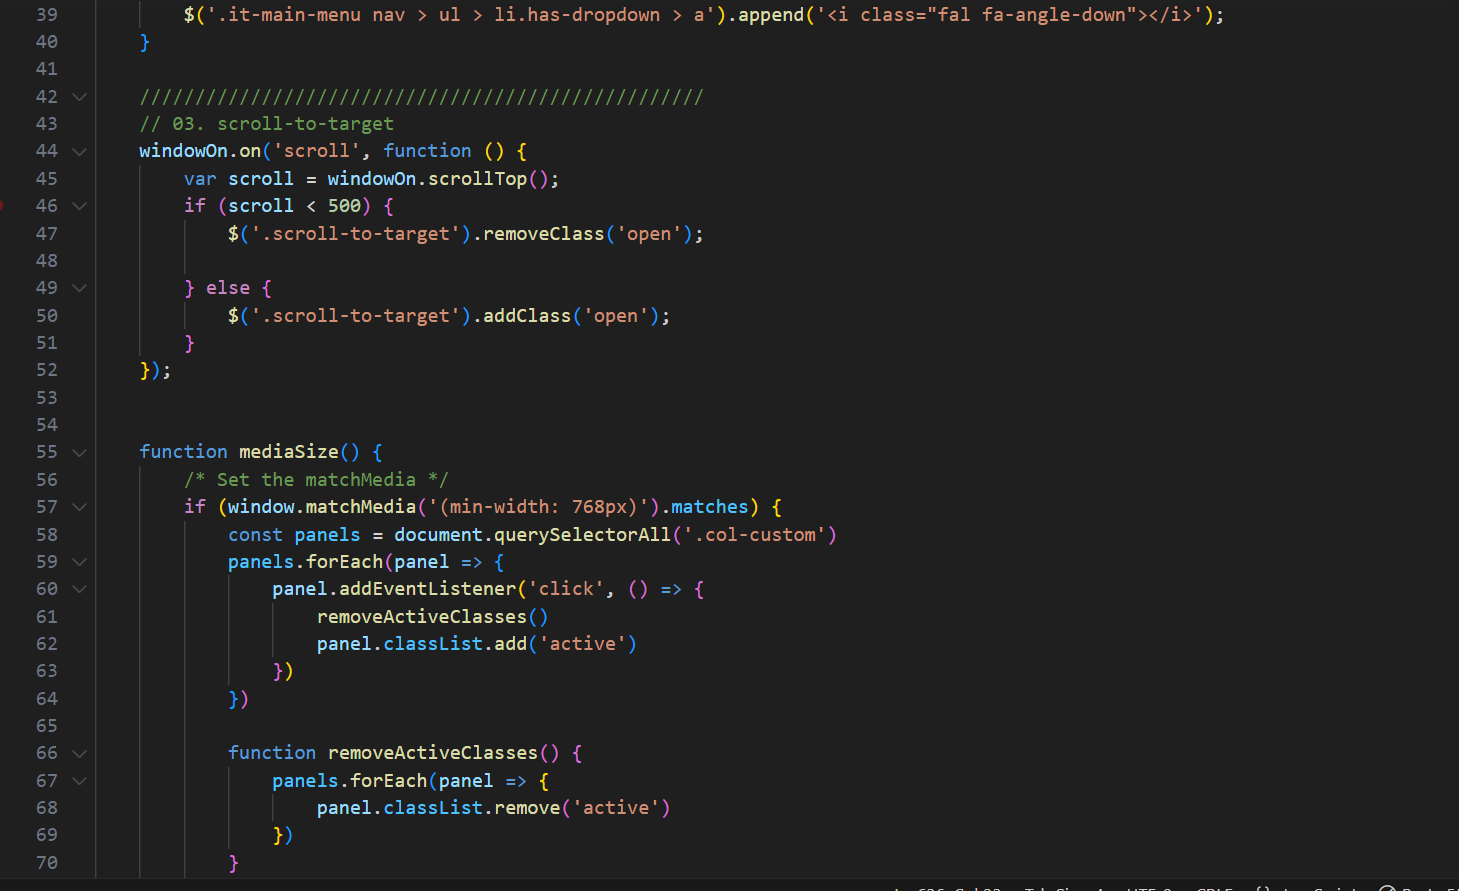 39 $('.it-main-menu nav > ul > li.has-dropdown > a').append('<i class="fal fa-angle-down"></i>');
40 }
41
42 ///////////////////////////////////////////////////
43 // 03. scroll-to-target
44 windowOn.on('scroll', function () {
45 var scroll = windowOn.scrollTop();
46 if (scroll < 500) {
47 $('.scroll-to-target').removeClass('open');
48
49 } else {
50 $('.scroll-to-target').addClass('open');
51 }
52 });
53
54
55 function mediaSize() {
56 /* Set the matchMedia */
57 if (window.matchMedia('(min-width: 768px)').matches) {
58 const panels = document.querySelectorAll('.col-custom')
59 panels.forEach(panel => {
60 panel.addEventListener('click', () => {
61 removeActiveClasses()
62 panel.classList.add('active')
63 })
64 })
65
66 function removeActiveClasses() {
67 panels.forEach(panel => {
68 panel.classList.remove('active')
69 })
70 }